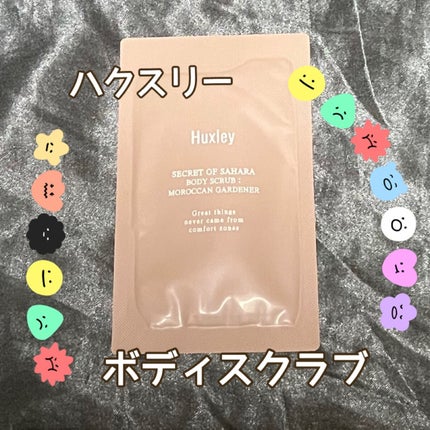 ハクスリー
Huxley
SECRET OF SAHARA
BODY SCRUB :
MOROCCAN GARDENER
Great things
never came from
comfort zones
ボディスクラブ